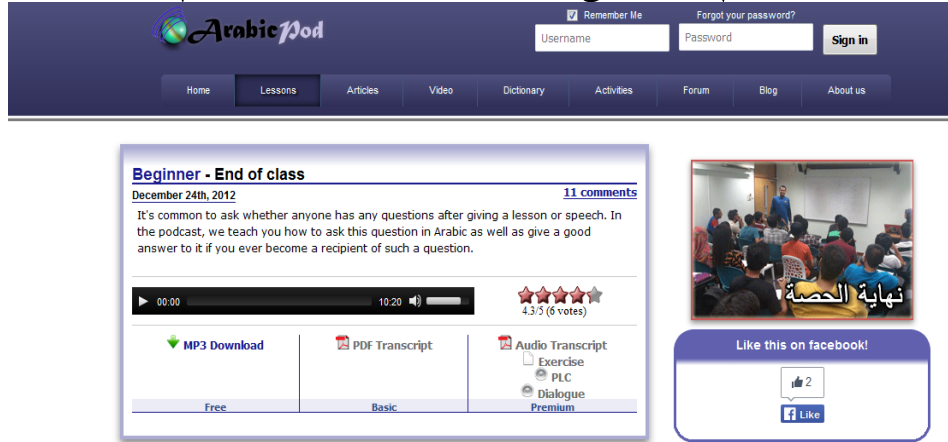 ArabicPod
Remember Me
Forgot your password?
Username
Password
Sign in
Home
Lessons
Articles
Video
Dictionary
Activities
Forum
Blog
About us
Beginner - End of class
December 24th, 2012
11 comments
It's common to ask whether anyone has any questions after giving a lesson or speech. In
the podcast, we teach you how to ask this question in Arabic as well as give a good
answer to it if you ever become a recipient of such a question.
00:00
10:20
4.3/5 (6 votes)
MP3 Download
Free
PDF Transcript
Basic
Audio Transcript
Exercise
PLC
Dialogue
Premium
نهاية الحصة
Like this on facebook!
2
Like